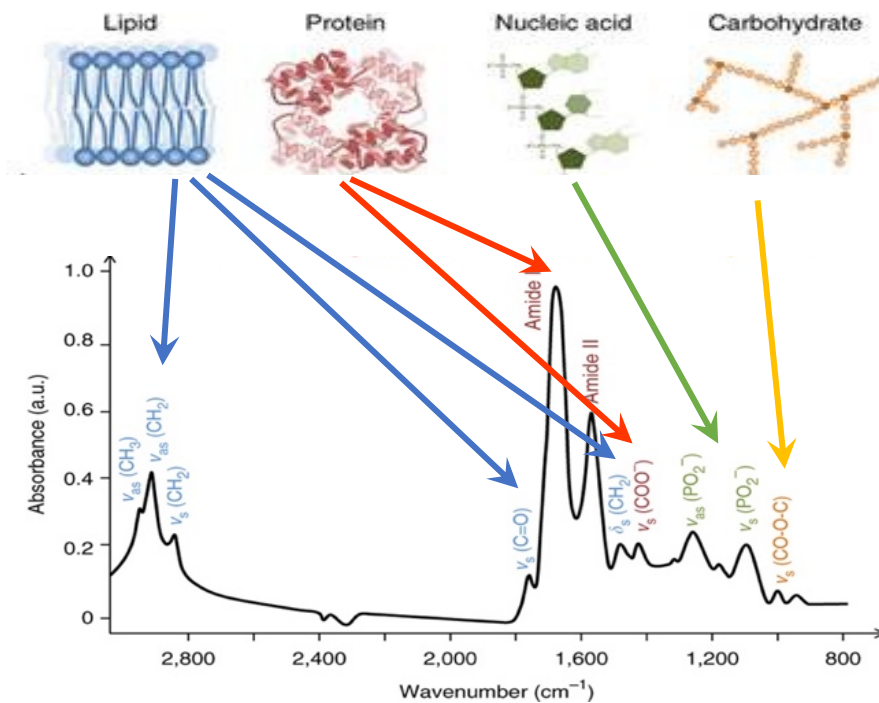 Lipid
Protein
Nucleic acid
Carbohydrate
Absorbance (a.u.)
1.0
0.8
0.6
0.4
0.2
0
νas (CH3)
νas (CH2)
νs (CH2)
νs (C=O)
Amide I
Amide II
δs (CH2)
νs (COO⁻)
νas (PO2⁻)
νs (PO2⁻)
νs (CO-O-C)
2,800
2,400
2,000
1,600
1,200
800
Wavenumber (cm⁻¹)